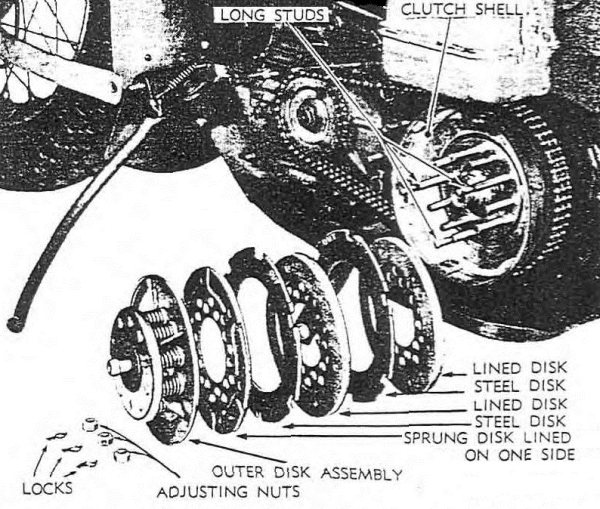 LONG STUDS
CLUTCH SHELL
LINED DISK
STEEL DISK
LINED DISK
STEEL DISK
SPRUNG DISK LINED
ON ONE SIDE
OUTER DISK ASSEMBLY
LOCKS
ADJUSTING NUTS